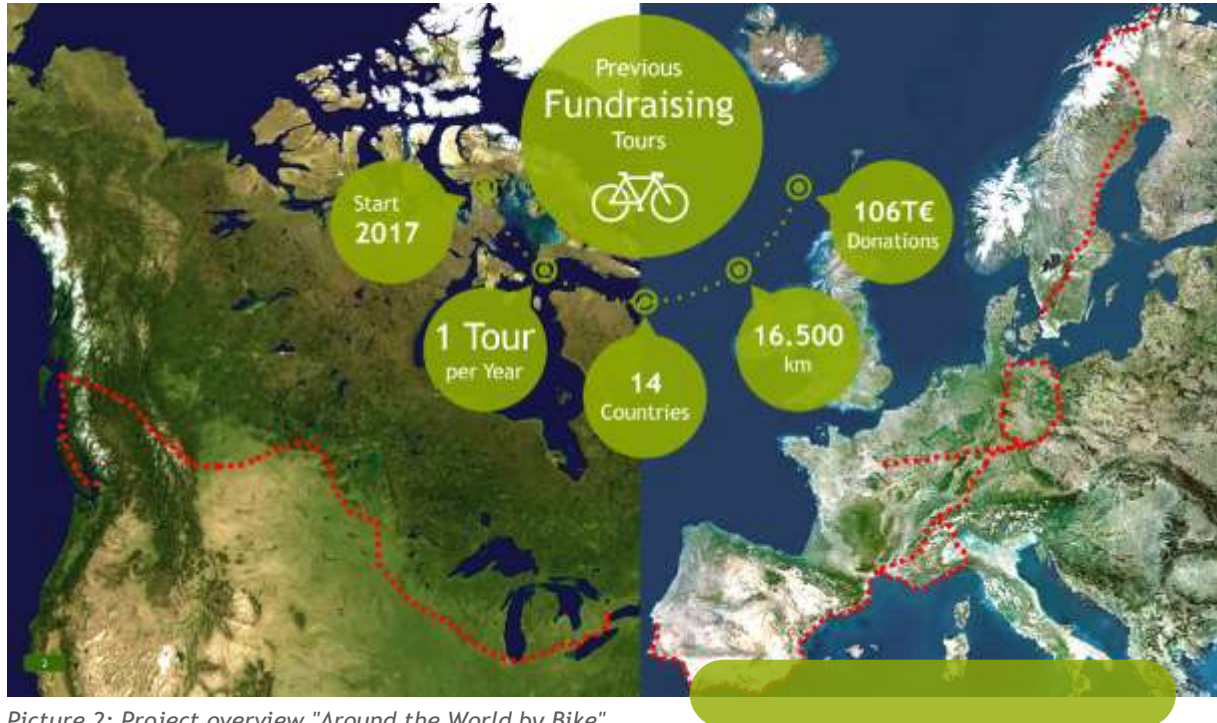 Previous
Fundraising
Tours
Start
2017
1 Tour
per Year
14
Countries
16.500
km
106T€
Donations
2
Picture 2: Project overview "Around the World by Bike"